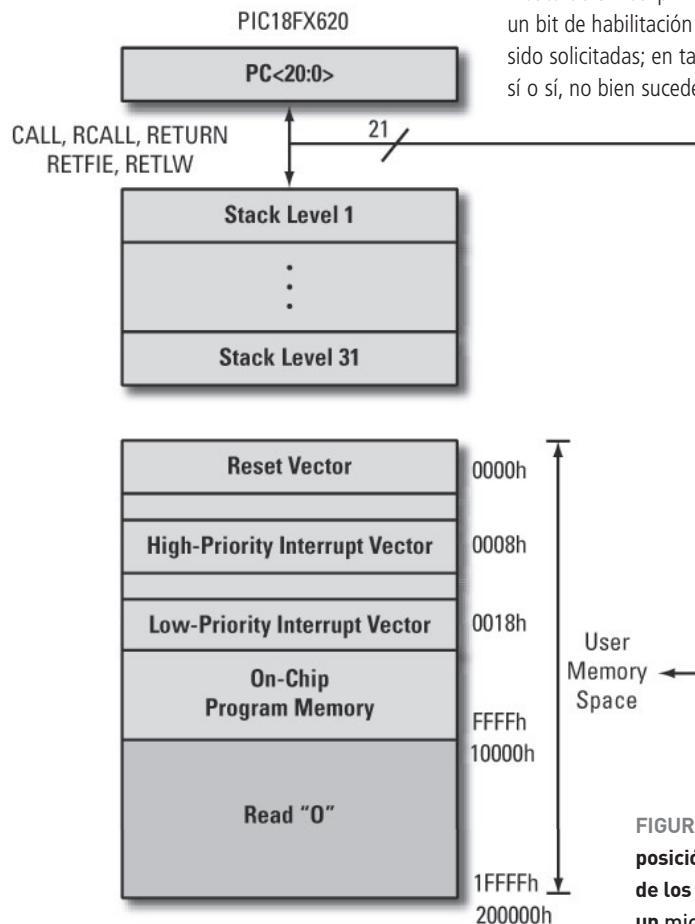 un bit de habilitación
sido solicitadas; en ta
sí o sí, no bien sucede
PIC18FX620
PC<20:0>
CALL, RCALL, RETURN
RETFIE, RETLW
21
Stack Level 1
Stack Level 31
Reset Vector
0000h
High-Priority Interrupt Vector
0008h
Low-Priority Interrupt Vector
0018h
On-Chip
Program Memory
FFFFh
10000h
User
Memory
Space
Read "0"
1FFFFh
200000h
FIGUR
posició
de los
un mic